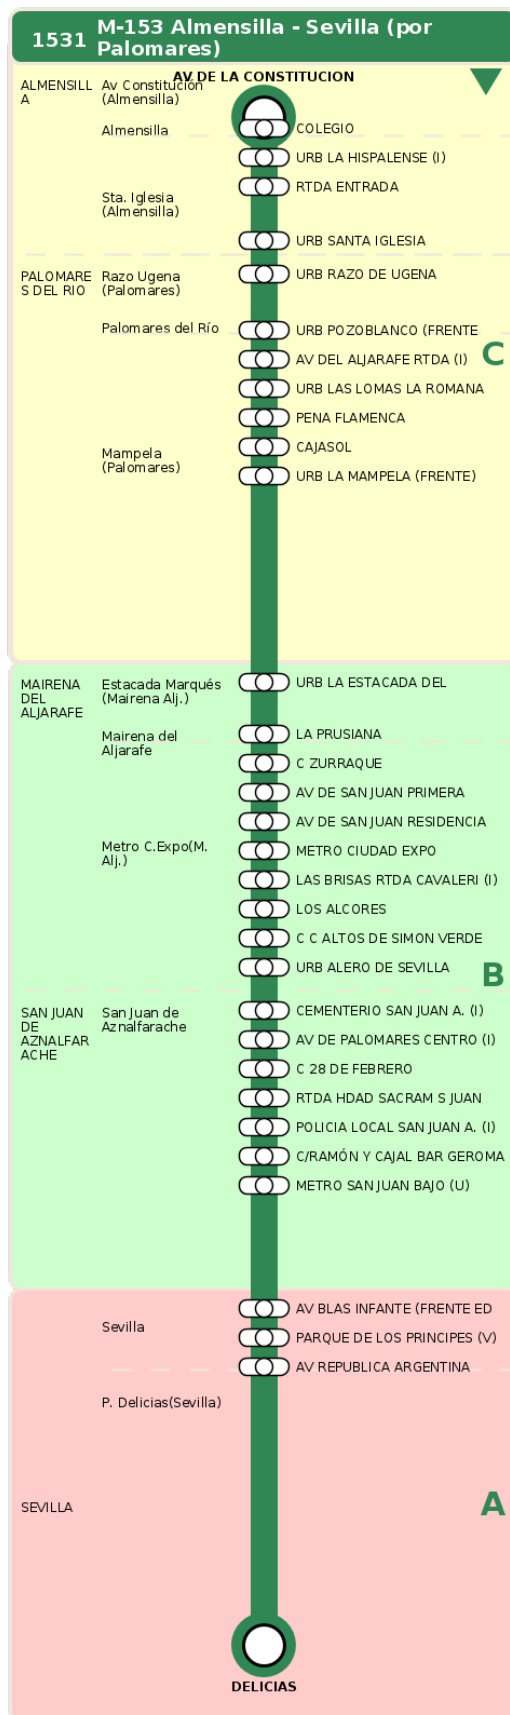 1531
M-153 Almensilla - Sevilla (por
Palomares)
AV DE LA CONSTITUCION
ALMENSILL
A
Av Constitución
(Almensilla)
Almensilla
COLEGIO
URB LA HISPALENSE (I)
RTDA ENTRADA
Sta. Iglesia
(Almensilla)
URB SANTA IGLESIA
PALOMARE
S DEL RIO
Razo Ugena
(Palomares)
URB RAZO DE UGENA
Palomares del Río
URB POZOBLANCO (FRENTE
C
AV DEL ALJARAFE RTDA (I)
URB LAS LOMAS LA ROMANA
PENA FLAMENCA
CAJASOL
Mampela
(Palomares)
URB LA MAMPELA (FRENTE)
MAIRENA
DEL
ALJARAFE
Estacada Marqués
(Mairena Alj.)
URB LA ESTACADA DEL
Mairena del
Aljarafe
LA PRUSIANA
C ZURRAQUE
AV DE SAN JUAN PRIMERA
AV DE SAN JUAN RESIDENCIA
Metro C.Expo(M.
Alj.)
METRO CIUDAD EXPO
LAS BRISAS RTDA CAVALERI (I)
LOS ALCORES
C C ALTOS DE SIMON VERDE
URB ALERO DE SEVILLA
B
SAN JUAN
DE
AZNALFAR
ACHE
San Juan de
Aznalfarache
CEMENTERIO SAN JUAN A. (I)
AV DE PALOMARES CENTRO (I)
C 28 DE FEBRERO
RTDA HDAD SACRAM S JUAN
POLICIA LOCAL SAN JUAN A. (I)
C/RAMÓN Y CAJAL BAR GEROMA
METRO SAN JUAN BAJO (U)
Sevilla
AV BLAS INFANTE (FRENTE ED
PARQUE DE LOS PRINCIPES (V)
AV REPUBLICA ARGENTINA
P. Delicias(Sevilla)
SEVILLA
A
DELICIAS